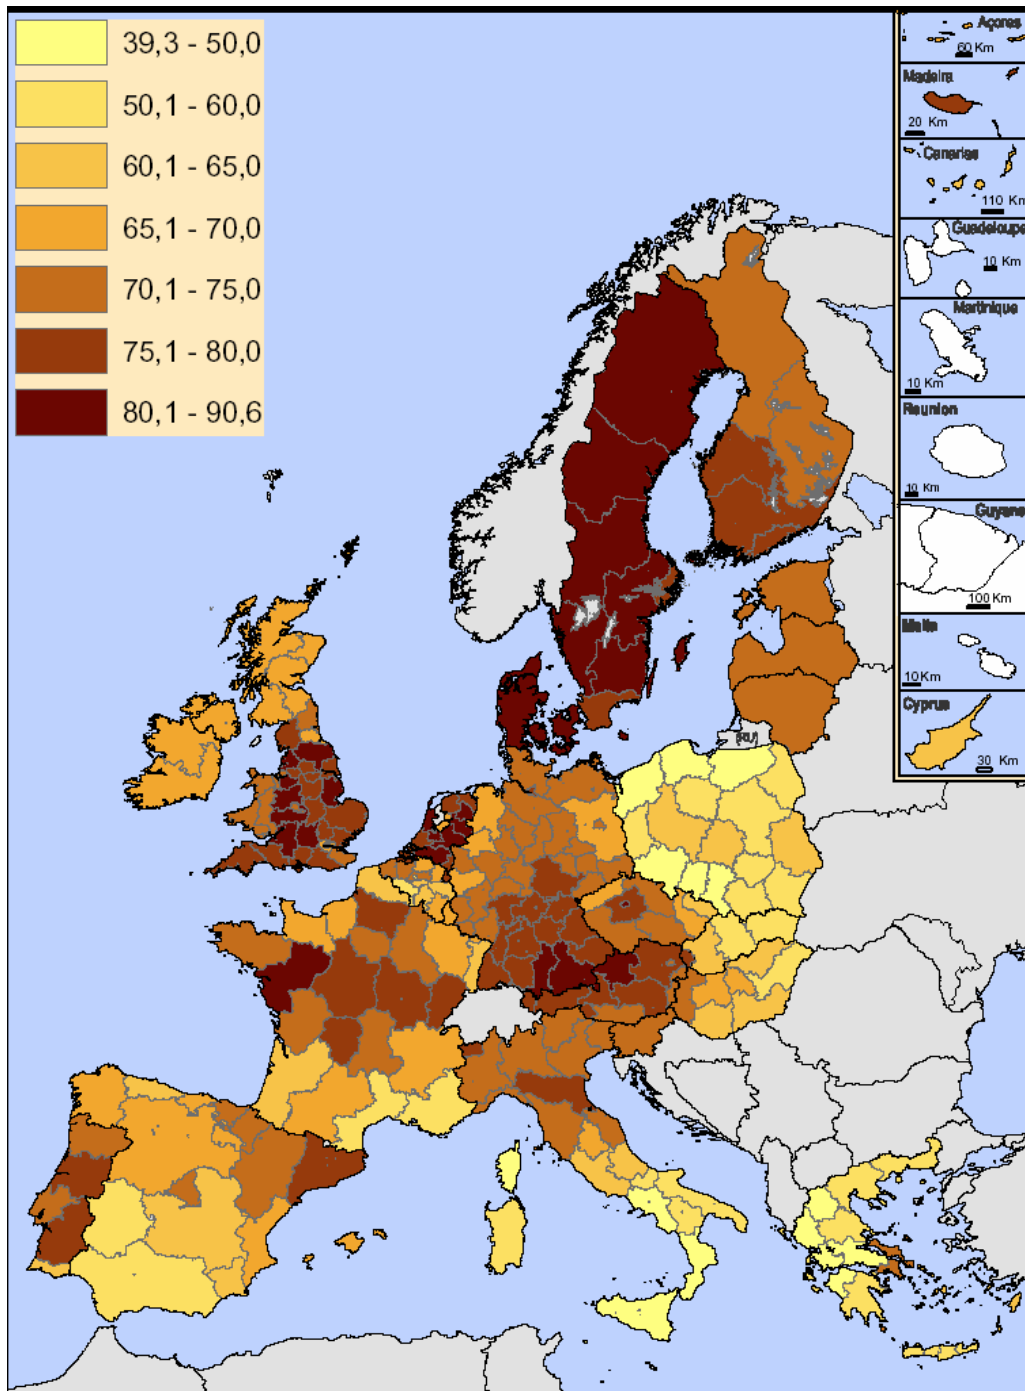 39,3 - 50,0
50,1 - 60,0
60,1 - 65,0
65,1 - 70,0
70,1 - 75,0
75,1 - 80,0
80,1 - 90,6
Açores
60 Km
Madeira
20 Km
Canarias
110 Km
Guadeloupe
10 Km
Martinique
10 Km
Reunion
10 Km
Guyane
100 Km
Malta
10 Km
Cyprus
30 Km
(RU)